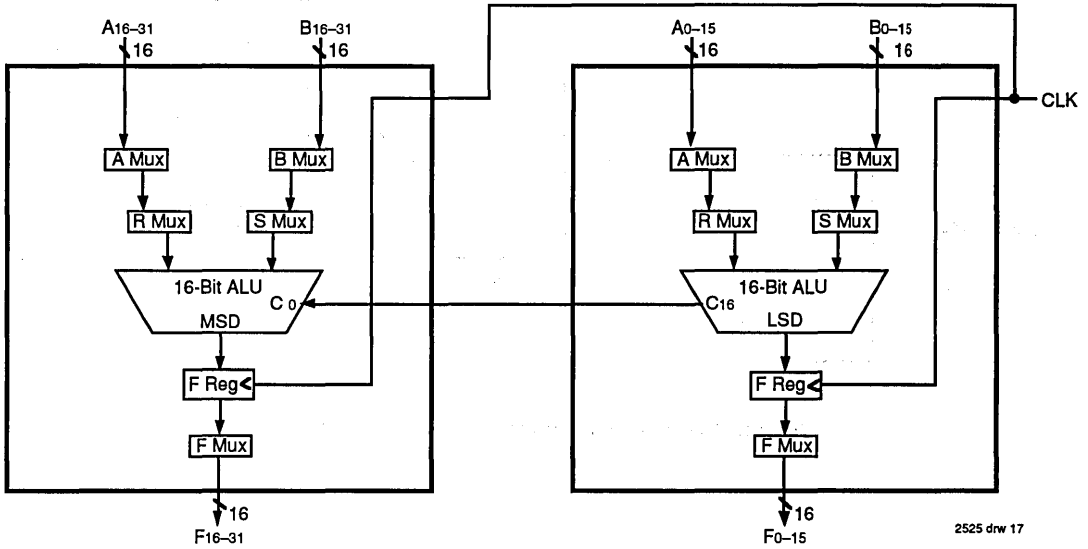 A16–31 B16–31 A0–15 B0–15
16 16 16 16
CLK
A Mux B Mux A Mux B Mux
R Mux S Mux R Mux S Mux
16-Bit ALU 16-Bit ALU
C0 C16
MSD LSD
F Reg F Reg
F Mux F Mux
16 16
F16–31 F0–15
2525 drw 17